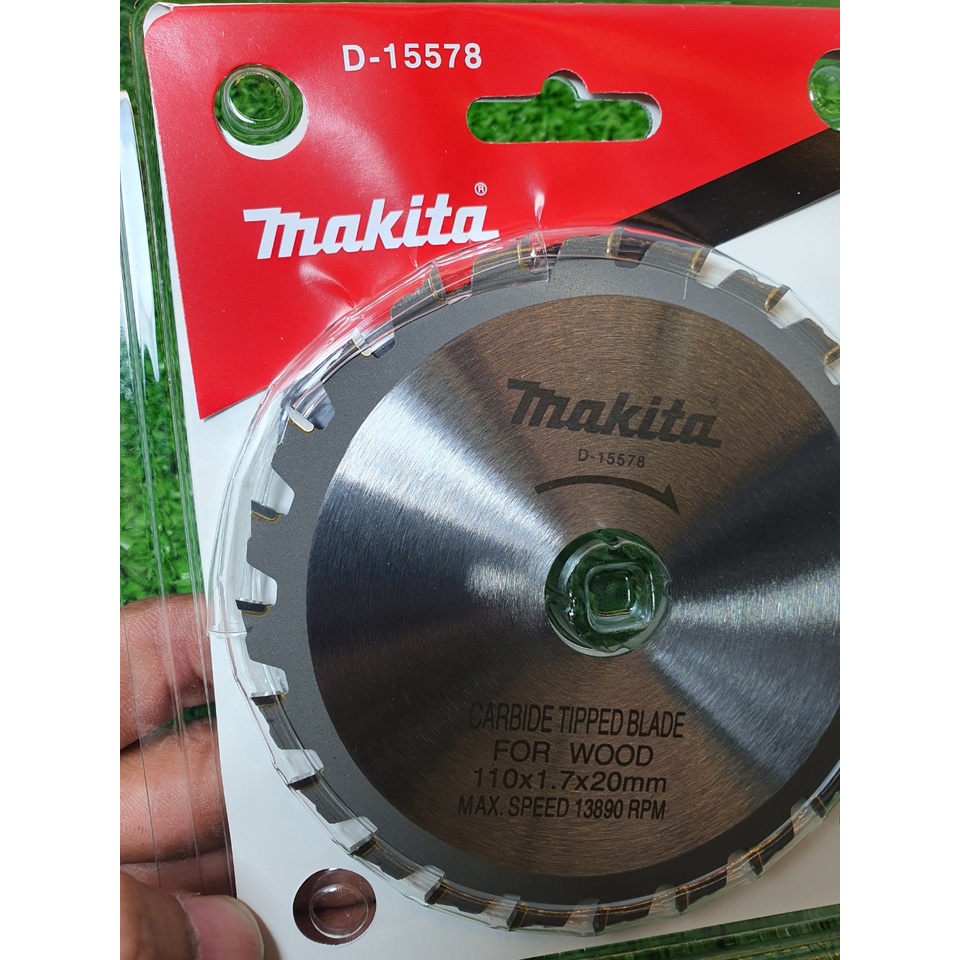 D-15578
makita®
makita
D-15578
CARBIDE TIPPED BLADE
FOR WOOD
110x1.7x20mm
MAX. SPEED 13890 RPM